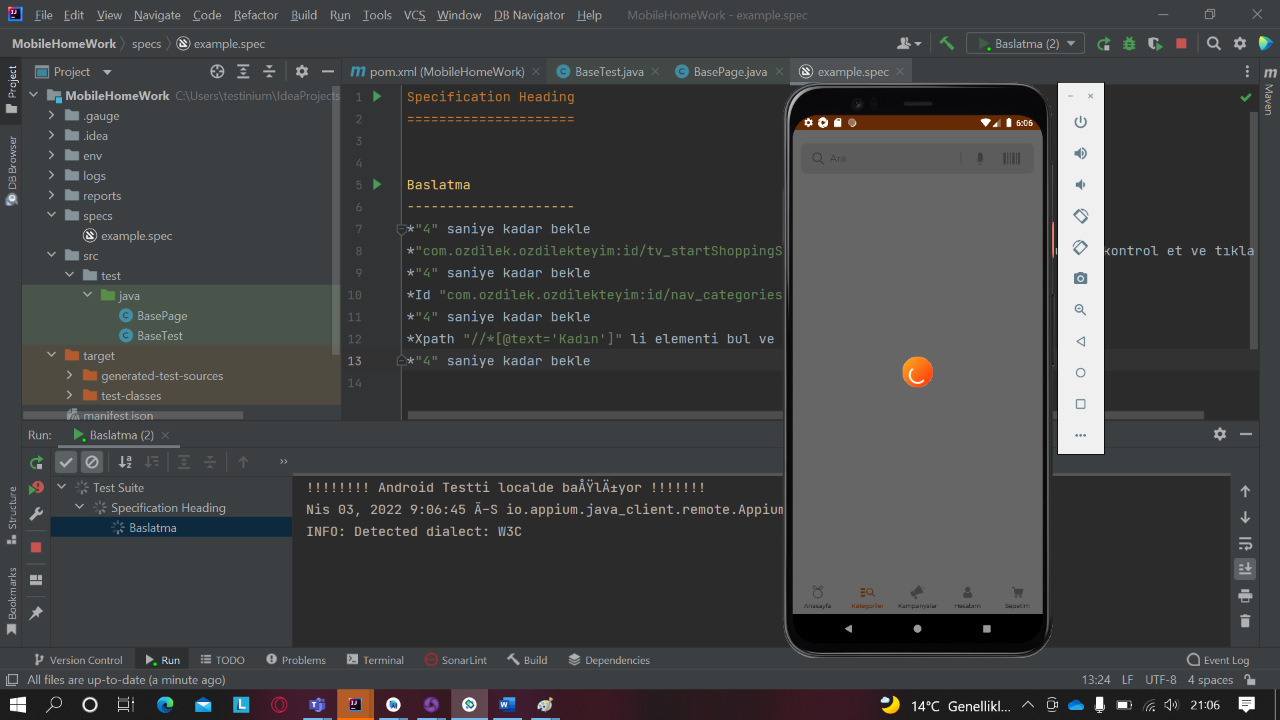 File Edit View Navigate Code Refactor Build Run Tools VCS Window DB Navigator Help MobileHomeWork - example.spec
MobileHomeWork specs example.spec
Baslatma (2)
Project
pom.xml (MobileHomeWork) BaseTest.java BasePage.java example.spec
Project
DB Browser
Structure
Bookmarks
Maven
MobileHomeWork C:\Users\testinium\IdeaProjects
.gauge
.idea
env
logs
reports
specs
example.spec
src
test
java
BasePage
BaseTest
target
generated-test-sources
test-classes
manifest.json
1 Specification Heading
2 =====================
3
4
5 Baslatma
6 ---------------------
7 *"4" saniye kadar bekle
8 *"com.ozdilek.ozdilekteyim:id/tv_startShoppingS kontrol et ve tıkla
9 *"4" saniye kadar bekle
10 *Id "com.ozdilek.ozdilekteyim:id/nav_categories
11 *"4" saniye kadar bekle
12 *Xpath "//*[@text='Kadın']" li elementi bul ve
13 *"4" saniye kadar bekle
14
6:06
Ara
Anasayfa Kategoriler Kampanyalar Hesabım Sepetim
Run: Baslatma (2)
Test Suite
Specification Heading
Baslatma
!!!!!!!! Android Testti localde baÅŸlÄ±yor !!!!!!!
Nis 03, 2022 9:06:45 Ã–S io.appium.java_client.remote.Appium
INFO: Detected dialect: W3C
Version Control Run TODO Problems Terminal SonarLint Build Dependencies Event Log
All files are up-to-date (a minute ago) 13:24 LF UTF-8 4 spaces
14°C Genellikl... 21:06